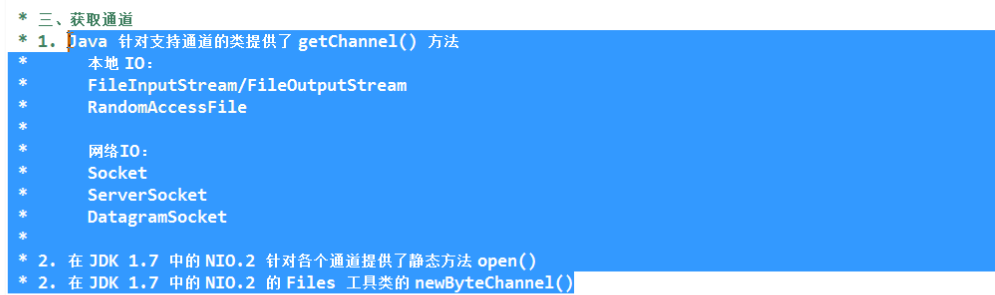 * 三、获取通道
* 1. Java 针对支持通道的类提供了 getChannel() 方法
* 本地 IO：
* FileInputStream/FileOutputStream
* RandomAccessFile
*
* 网络IO：
* Socket
* ServerSocket
* DatagramSocket
*
* 2. 在 JDK 1.7 中的 NIO.2 针对各个通道提供了静态方法 open()
* 2. 在 JDK 1.7 中的 NIO.2 的 Files 工具类的 newByteChannel()